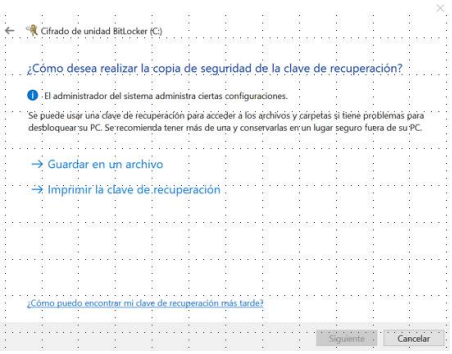 Cifrado de unidad BitLocker (C:)
¿Cómo desea realizar la copia de seguridad de la clave de recuperación?
El administrador del sistema administra ciertas configuraciones.
Se puede usar una clave de recuperación para acceder a los archivos y carpetas si tiene problemas para
desbloquear su PC. Se recomienda tener más de una y conservarlas en un lugar seguro fuera de su PC.
→ Guardar en un archivo
→ Imprimir la clave de recuperación
¿Cómo puedo encontrar mi clave de recuperación más tarde?
Siguiente Cancelar